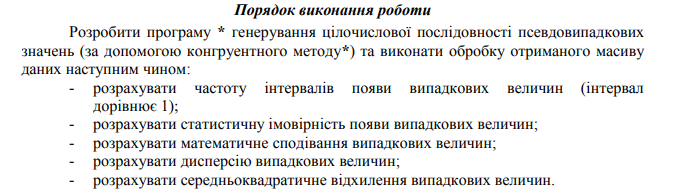 Порядок виконання роботи
Розробити програму * генерування цілочислової послідовності псевдовипадкових
значень (за допомогою конгруентного методу*) та виконати обробку отриманого масиву
даних наступним чином:
- розрахувати частоту інтервалів появи випадкових величин (інтервал
дорівнює 1);
- розрахувати статистичну імовірність появи випадкових величин;
- розрахувати математичне сподівання випадкових величин;
- розрахувати дисперсію випадкових величин;
- розрахувати середньоквадратичне відхилення випадкових величин.